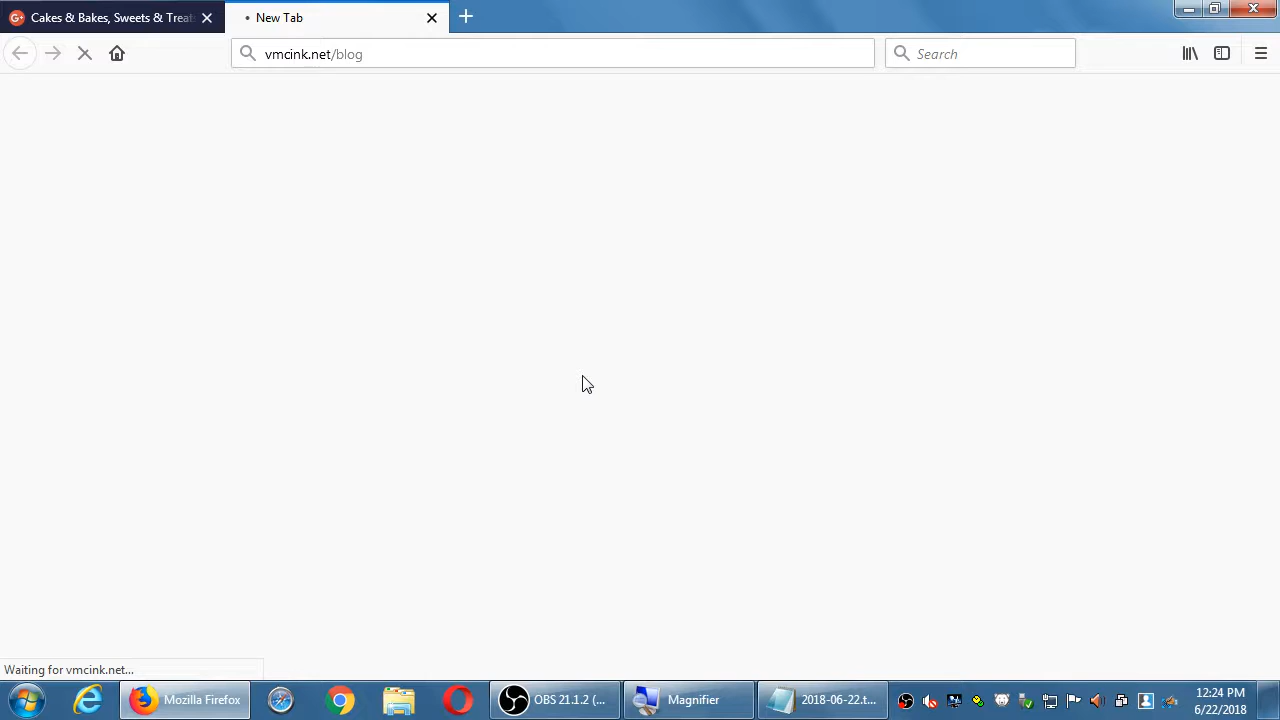 Cakes & Bakes, Sweets & Treat
New Tab
vmcink.net/blog
Search
Waiting for vmcink.net...
Mozilla Firefox
OBS 21.1.2 (...
Magnifier
2018-06-22.t...
12:24 PM
6/22/2018